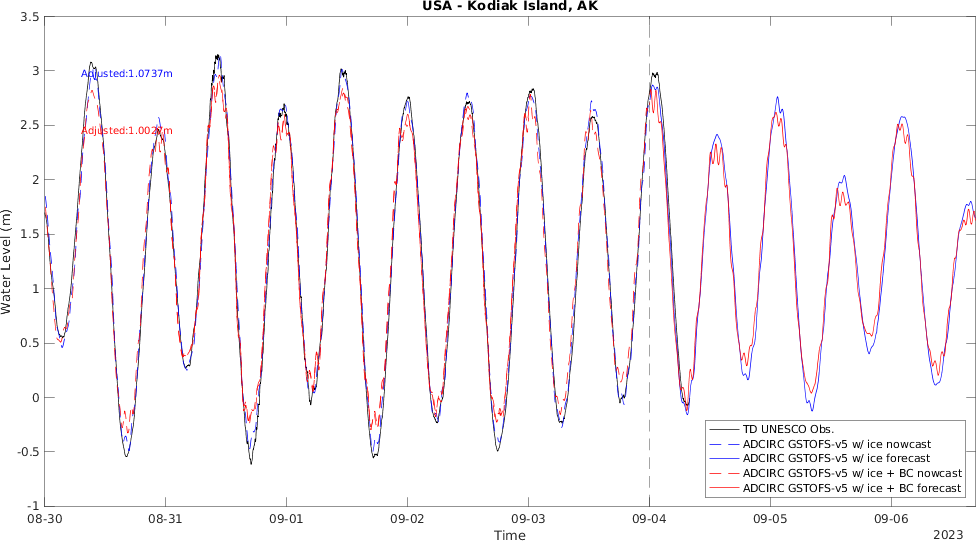 USA - Kodiak Island, AK
3.5
3
2.5
2
1.5
1
0.5
0
-0.5
-1
Water Level (m)
Adjusted:1.0737m
08-30
08-31
09-01
09-02
09-03
09-04
09-05
09-06
Time
2023
TD UNESCO Obs.
ADCIRC GSTOFS-v5 w/ ice nowcast
ADCIRC GSTOFS-v5 w/ ice forecast
ADCIRC GSTOFS-v5 w/ ice + BC nowcast
ADCIRC GSTOFS-v5 w/ ice + BC forecast